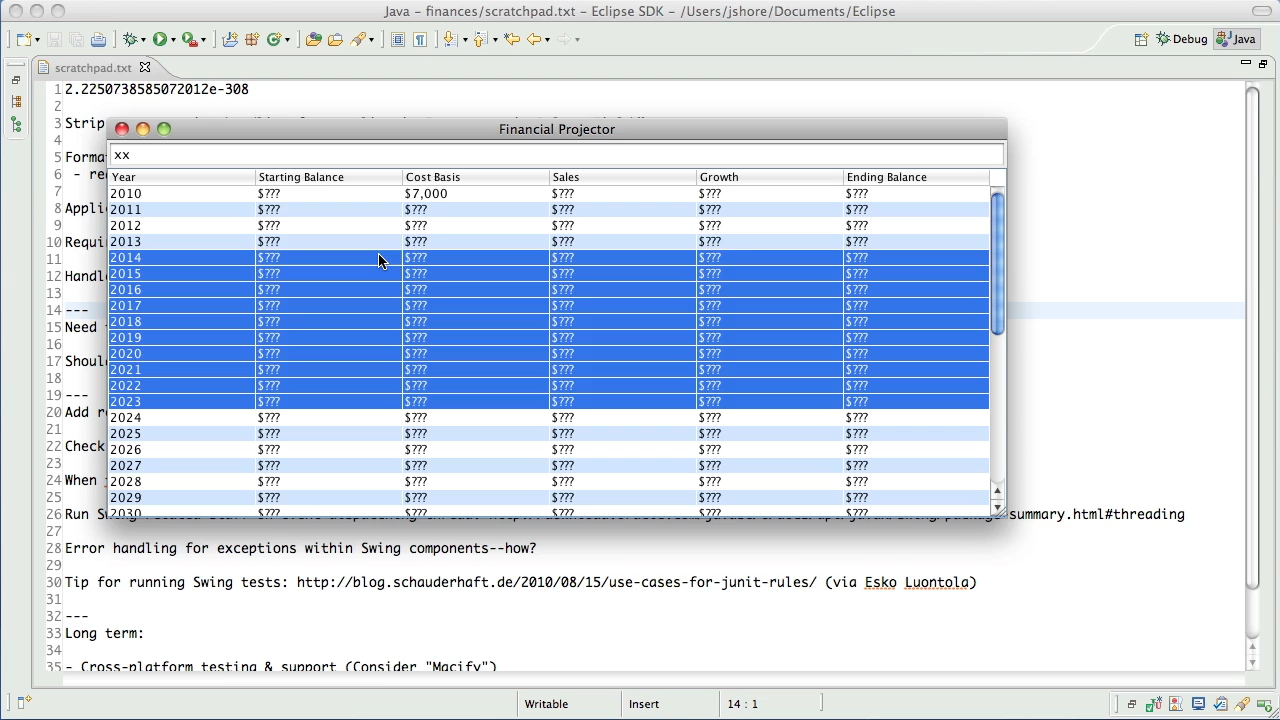 Java – finances/scratchpad.txt – Eclipse SDK – /Users/jshore/Documents/Eclipse
Debug
Java
scratchpad.txt
1 2.2250738585072012e-308
2
3 Strip
4
5 Forma
6 - re
7
8 Appli
9
10 Requi
11
12 Handl
13
14 ---
15 Need
16
17 Shoul
18
19 ---
20 Add re
21
22 Check
23
24 When
25
26 Run Sw
summary.html#threading
27
28 Error handling for exceptions within Swing components--how?
29
30 Tip for running Swing tests: http://blog.schauderhaft.de/2010/08/15/use-cases-for-junit-rules/ (via Esko Luontola)
31
32 ---
33 Long term:
34
35 - Cross-platform testing & support (Consider "Macify")
Financial Projector
xx
Year Starting Balance Cost Basis Sales Growth Ending Balance
2010 $??? $7,000 $??? $??? $???
2011 $??? $??? $??? $??? $???
2012 $??? $??? $??? $??? $???
2013 $??? $??? $??? $??? $???
2014 $??? $??? $??? $??? $???
2015 $??? $??? $??? $??? $???
2016 $??? $??? $??? $??? $???
2017 $??? $??? $??? $??? $???
2018 $??? $??? $??? $??? $???
2019 $??? $??? $??? $??? $???
2020 $??? $??? $??? $??? $???
2021 $??? $??? $??? $??? $???
2022 $??? $??? $??? $??? $???
2023 $??? $??? $??? $??? $???
2024 $??? $??? $??? $??? $???
2025 $??? $??? $??? $??? $???
2026 $??? $??? $??? $??? $???
2027 $??? $??? $??? $??? $???
2028 $??? $??? $??? $??? $???
2029 $??? $??? $??? $??? $???
2030 $??? $??? $??? $??? $???
Writable
Insert
14 : 1